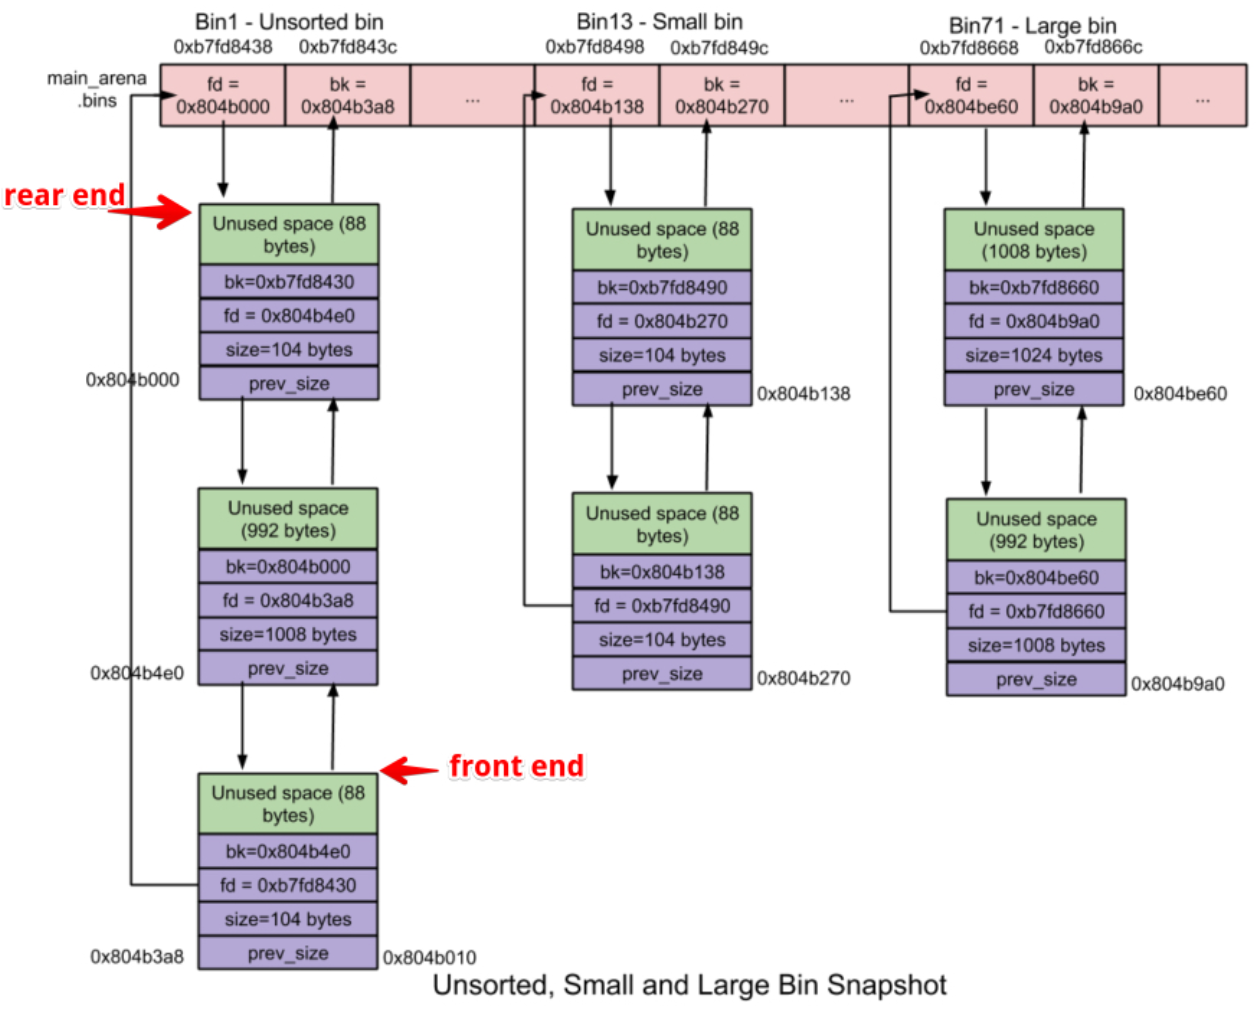 Bin1 - Unsorted bin
0xb7fd8438
0xb7fd843c
Bin13 - Small bin
0xb7fd8498
0xb7fd849c
Bin71 - Large bin
0xb7fd8668
0xb7fd866c
main_arena
.bins
fd =
0x804b000
bk =
0x804b3a8
...
fd =
0x804b138
bk =
0x804b270
...
fd =
0x804be60
bk =
0x804b9a0
...
rear end
Unused space (88
bytes)
bk=0xb7fd8430
fd = 0x804b4e0
size=104 bytes
prev_size
0x804b000
Unused space
(992 bytes)
bk=0x804b000
fd = 0x804b3a8
size=1008 bytes
prev_size
0x804b4e0
front end
Unused space (88
bytes)
bk=0x804b4e0
fd = 0xb7fd8430
size=104 bytes
prev_size
0x804b3a8
0x804b010
Unused space (88
bytes)
bk=0xb7fd8490
fd = 0x804b270
size=104 bytes
prev_size
0x804b138
Unused space (88
bytes)
bk=0x804b138
fd = 0xb7fd8490
size=104 bytes
prev_size
0x804b270
Unused space
(1008 bytes)
bk=0xb7fd8660
fd = 0x804b9a0
size=1024 bytes
prev_size
0x804be60
Unused space
(992 bytes)
bk=0x804be60
fd = 0xb7fd8660
size=1008 bytes
prev_size
0x804b9a0
Unsorted, Small and Large Bin Snapshot